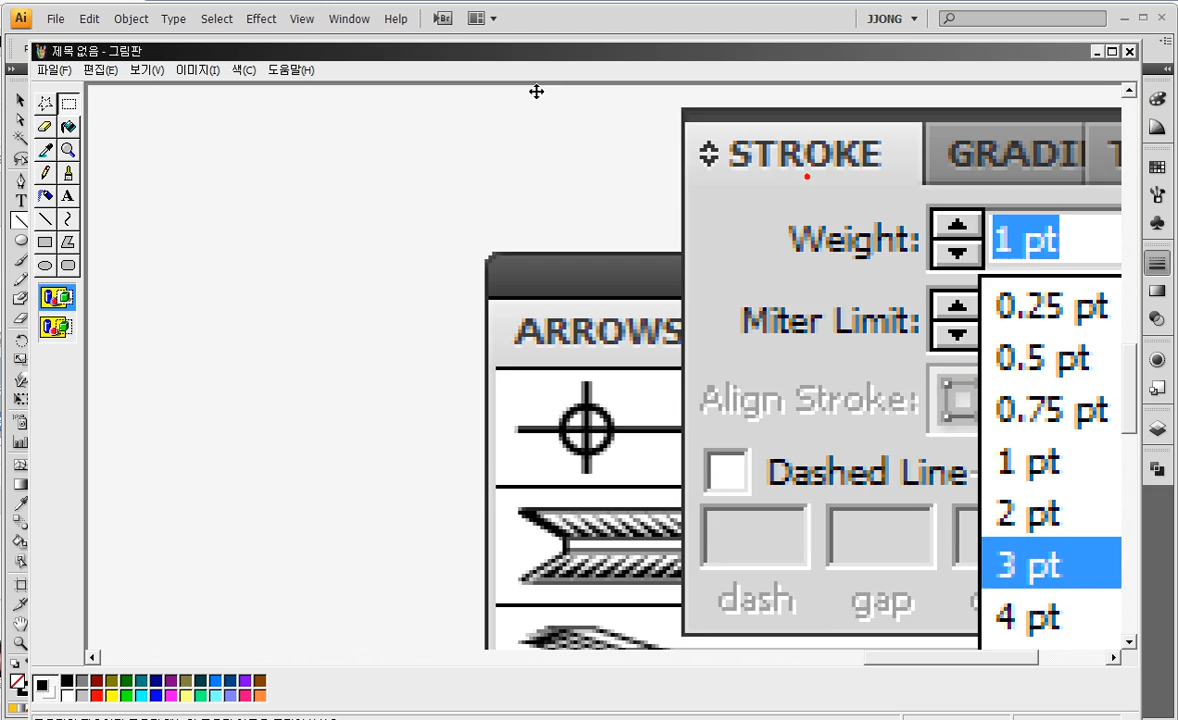 Ai File Edit Object Type Select Effect View Window Help Br JJONG
제목 없음 - 그림판
파일(F) 편집(E) 보기(V) 이미지(I) 색(C) 도움말(H)
STROKE
Weight: 1 pt
0.25 pt
Miter Limit:
ARROWS
0.5 pt
Align Stroke:
0.75 pt
1 pt
Dashed Line
2 pt
3 pt
dash gap
4 pt